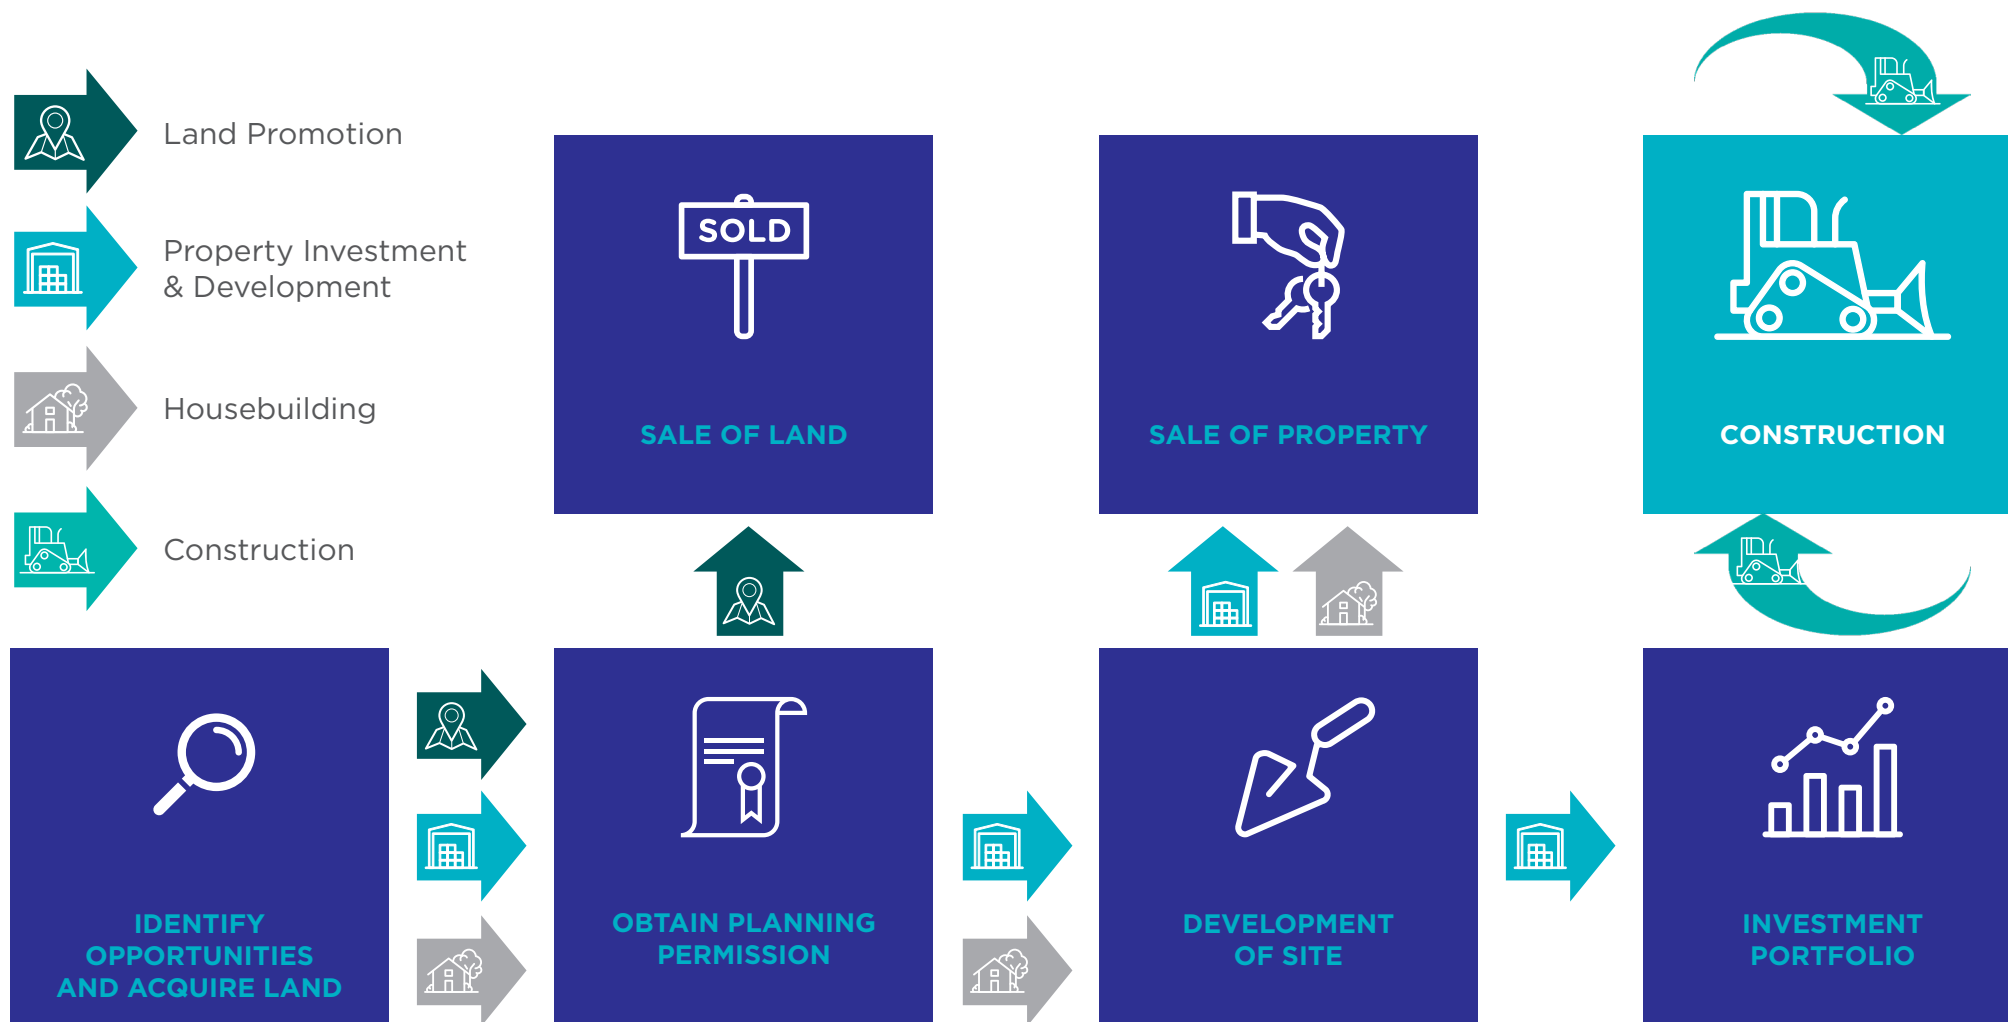 Land Promotion
Property Investment
& Development
Housebuilding
Construction
SOLD
SALE OF LAND
SALE OF PROPERTY
CONSTRUCTION
IDENTIFY
OPPORTUNITIES
AND ACQUIRE LAND
OBTAIN PLANNING
PERMISSION
DEVELOPMENT
OF SITE
INVESTMENT
PORTFOLIO